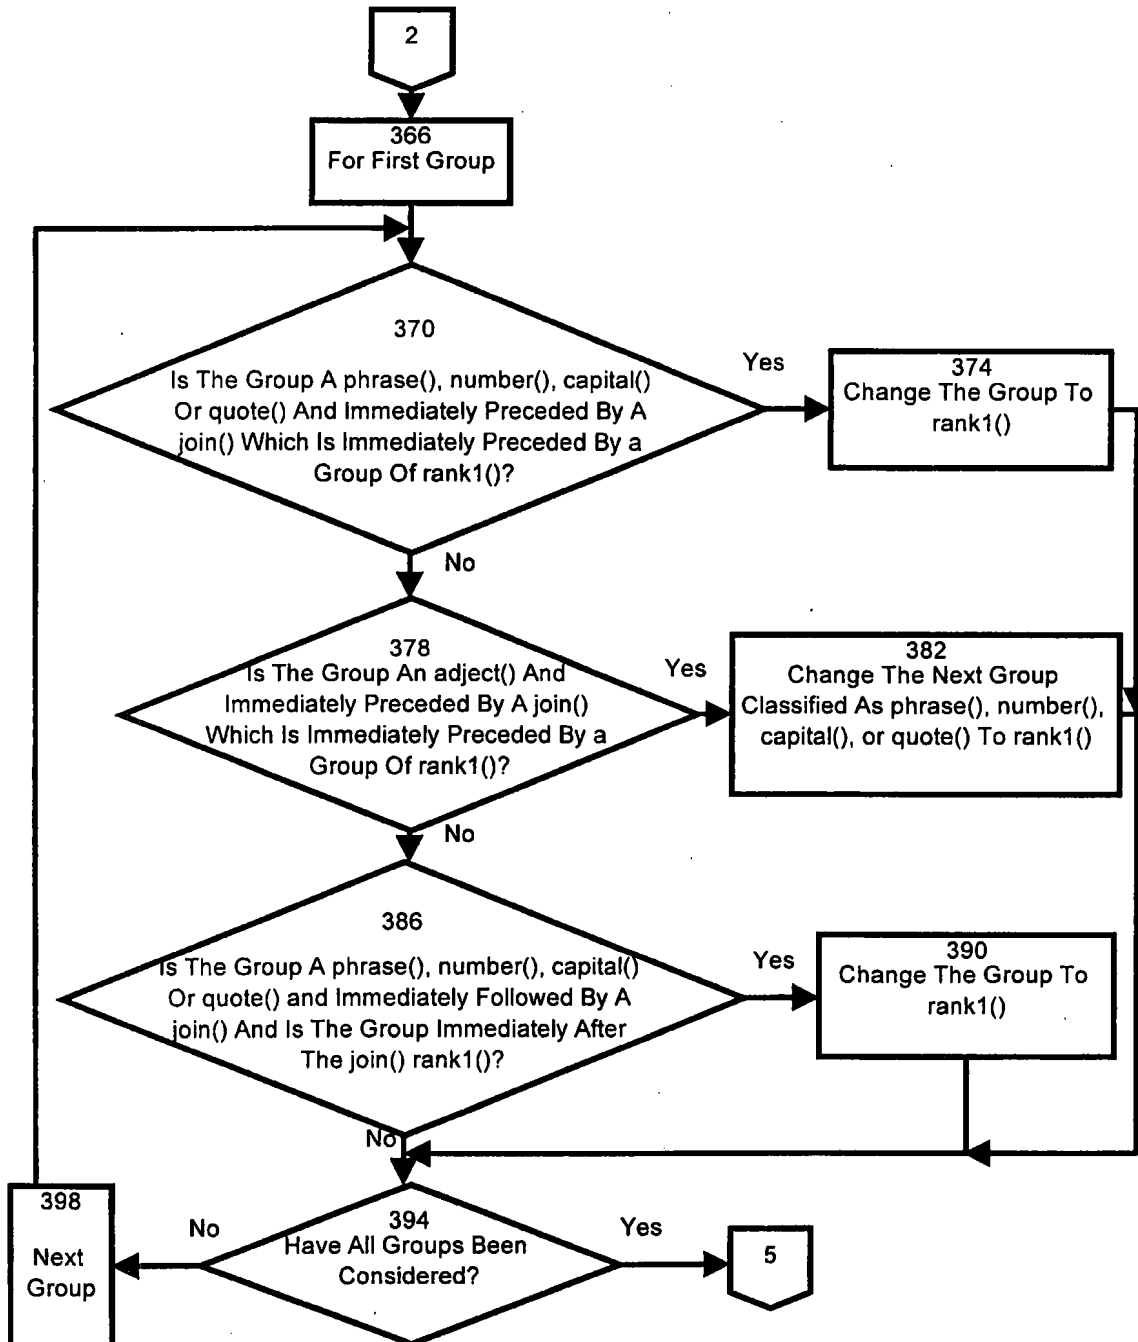 2
366
For First Group
370
Is The Group A phrase(), number(), capital()
Or quote() And Immediately Preceded By A
join() Which Is Immediately Preceded By a
Group Of rank1()?
Yes
374
Change The Group To
rank1()
No
378
Is The Group An adject() And
Immediately Preceded By A join()
Which Is Immediately Preceded By a
Group Of rank1()?
Yes
382
Change The Next Group
Classified As phrase(), number(),
capital(), or quote() To rank1()
No
386
Is The Group A phrase(), number(), capital()
Or quote() and Immediately Followed By A
join() And Is The Group Immediately After
The join() rank1()?
Yes
390
Change The Group To
rank1()
No
394
Have All Groups Been
Considered?
No
398
Next
Group
Yes
5